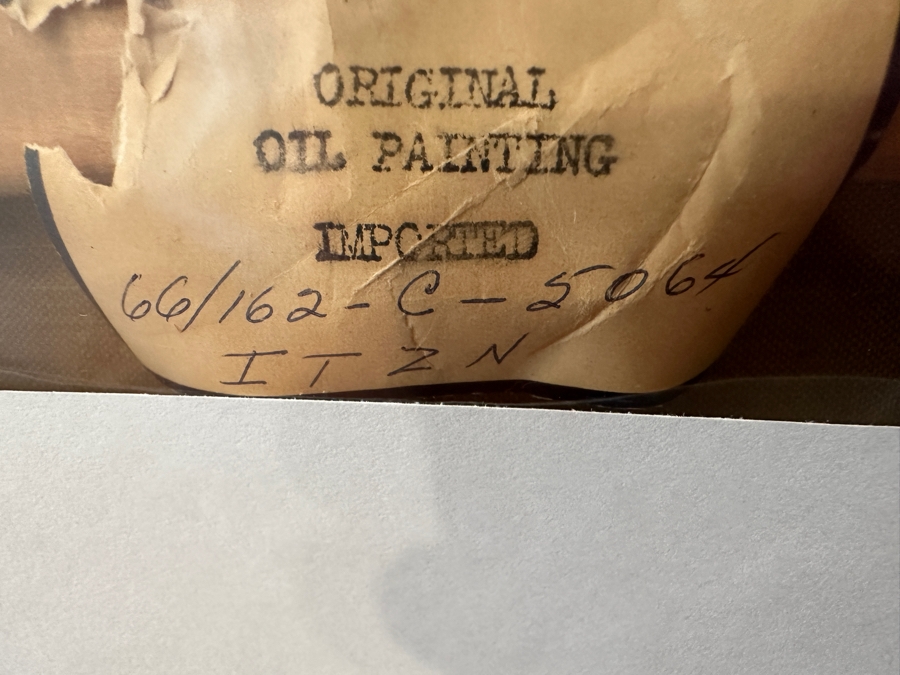 ORIGINAL
OIL PAINTING
IMPORTED
66/162-C-5064
ITZN